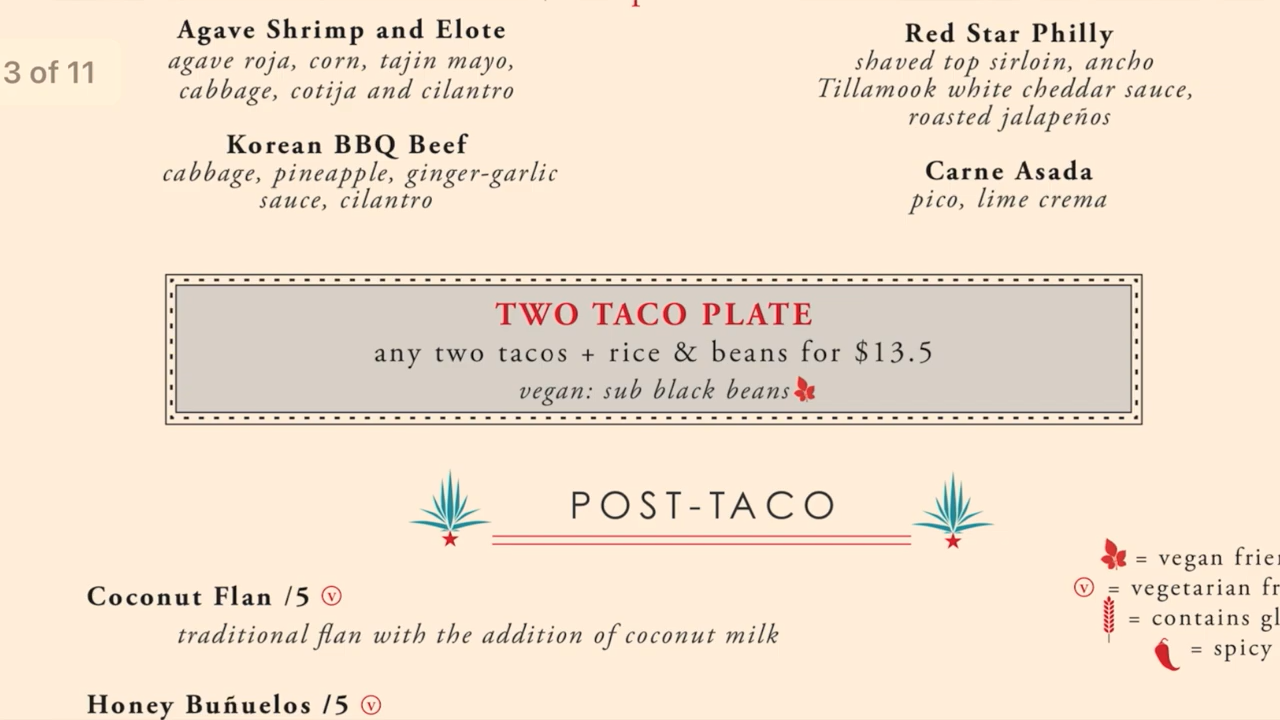 3 of 11
Agave Shrimp and Elote
agave roja, corn, tajin mayo,
cabbage, cotija and cilantro
Korean BBQ Beef
cabbage, pineapple, ginger-garlic
sauce, cilantro
Red Star Philly
shaved top sirloin, ancho
Tillamook white cheddar sauce,
roasted jalapeños
Carne Asada
pico, lime crema
TWO TACO PLATE
any two tacos + rice & beans for $13.5
vegan: sub black beans
POST-TACO
Coconut Flan /5 v
traditional flan with the addition of coconut milk
Honey Buñuelos /5 v
= vegan
v = vegetarian
= contains
= spicy